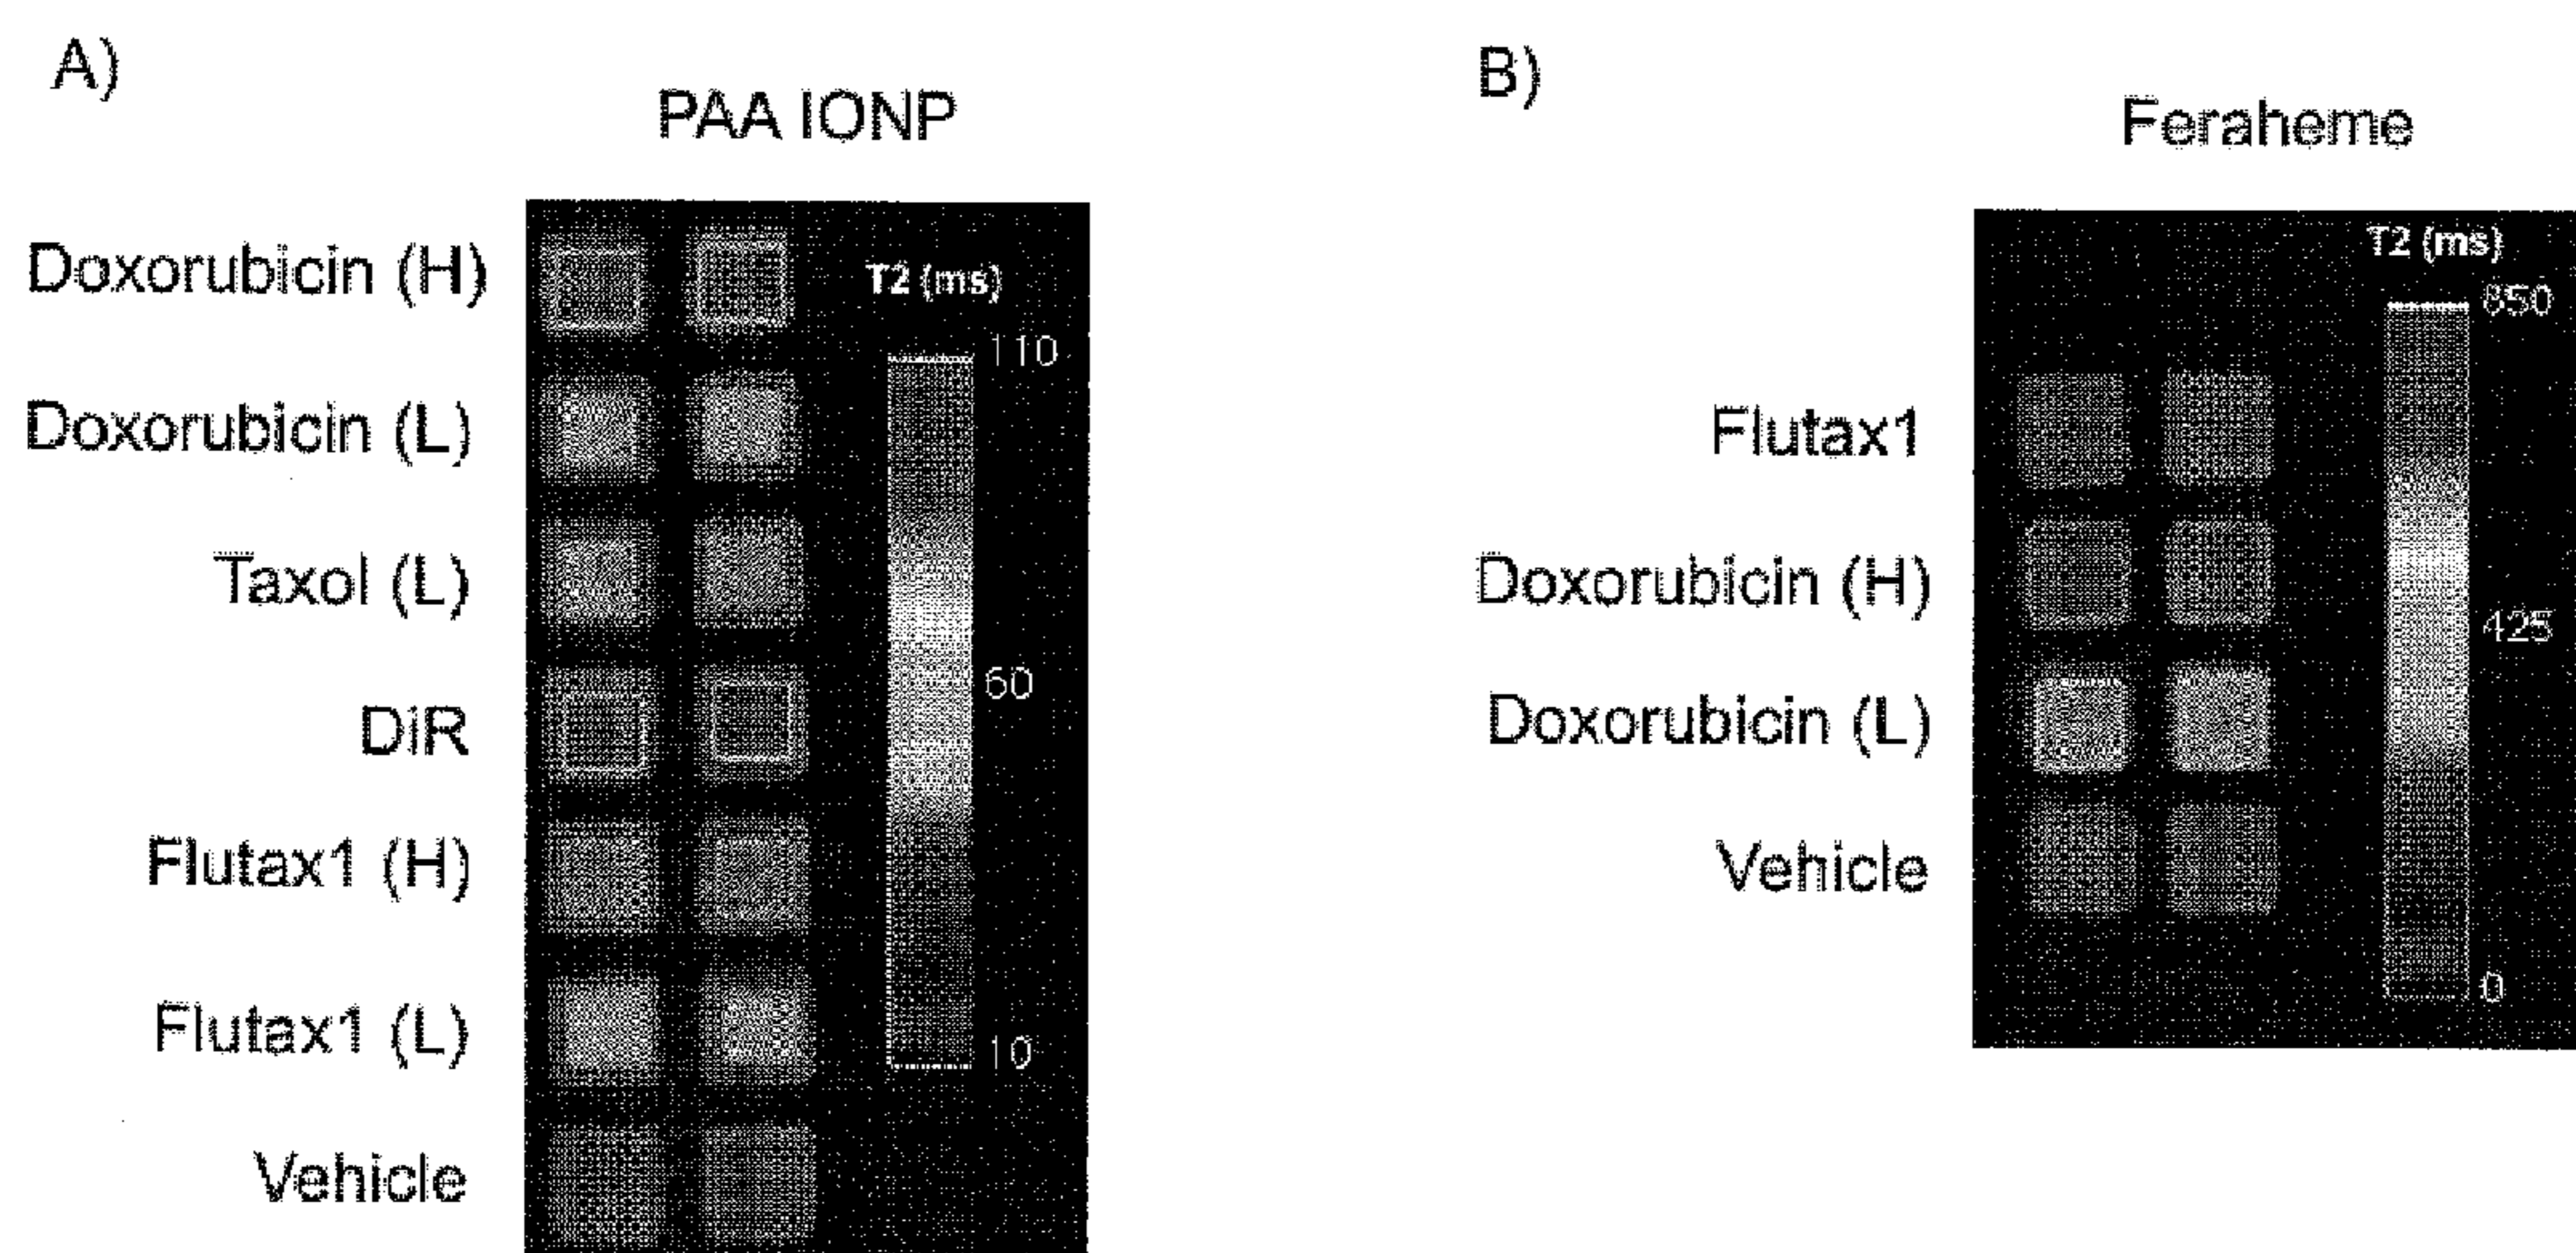 A)
PAA IONP
Doxorubicin (H)
Doxorubicin (L)
Taxol (L)
DiR
Flutax1 (H)
Flutax1 (L)
Vehicle
T2 (ms)
110
60
10
B)
Feraheme
Flutax1
Doxorubicin (H)
Doxorubicin (L)
Vehicle
T2 (ms)
850
425
0